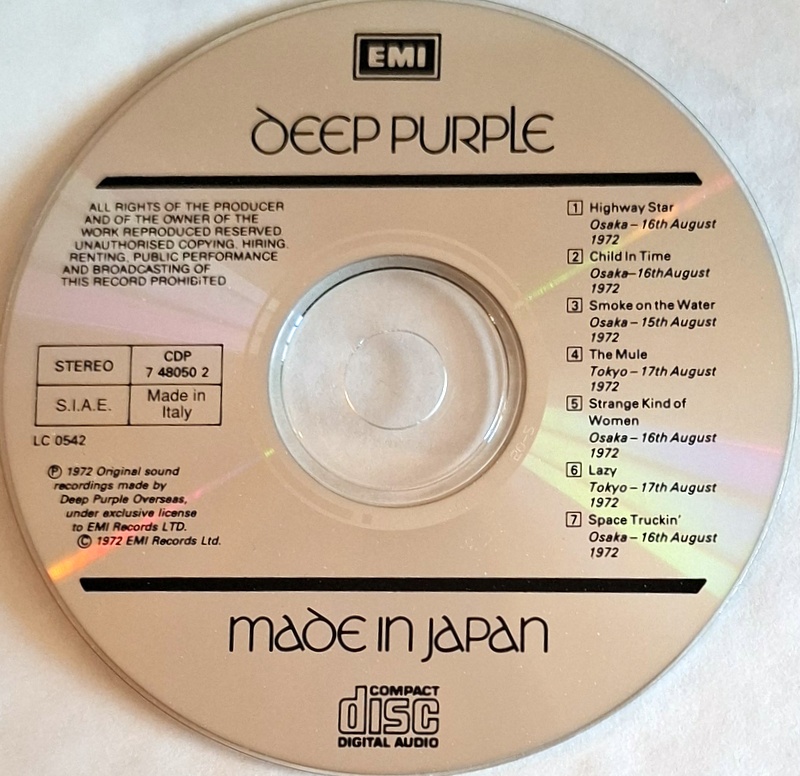 EMI
DEEP PURPLE
ALL RIGHTS OF THE PRODUCER
AND OF THE OWNER OF THE
WORK REPRODUCED RESERVED
UNAUTHORISED COPYING, HIRING,
RENTING, PUBLIC PERFORMANCE
AND BROADCASTING OF
THIS RECORD PROHIBITED
STEREO
CDP
7 48050 2
S.I.A.E.
Made in
Italy
LC 0542
Ⓟ 1972 Original sound
recordings made by
Deep Purple Overseas,
under exclusive license
to EMI Records LTD.
© 1972 EMI Records Ltd.
1 Highway Star
Osaka – 16th August
1972
2 Child In Time
Osaka–16thAugust
1972
3 Smoke on the Water
Osaka – 15th August
1972
4 The Mule
Tokyo – 17th August
1972
5 Strange Kind of
Women
Osaka – 16th August
1972
6 Lazy
Tokyo – 17th August
1972
7 Space Truckin'
Osaka – 16th August
1972
MADE IN JAPAN
COMPACT
disc
DIGITAL AUDIO